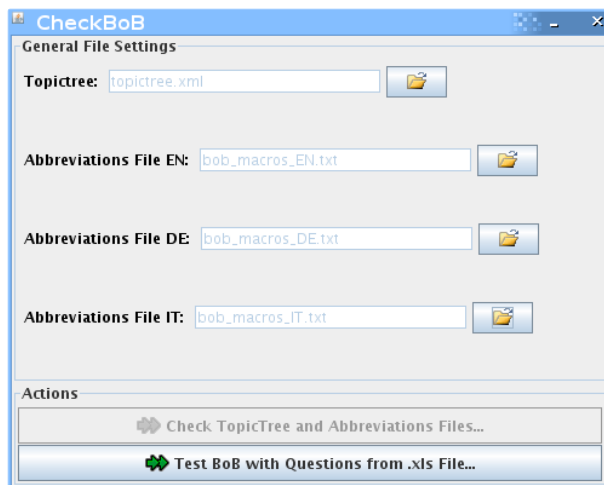 CheckBoB
General File Settings
Topictree: topictree.xml
Abbreviations File EN: bob_macros_EN.txt
Abbreviations File DE: bob_macros_DE.txt
Abbreviations File IT: bob_macros_IT.txt
Actions
Check TopicTree and Abbreviations Files...
Test BoB with Questions from .xls File...